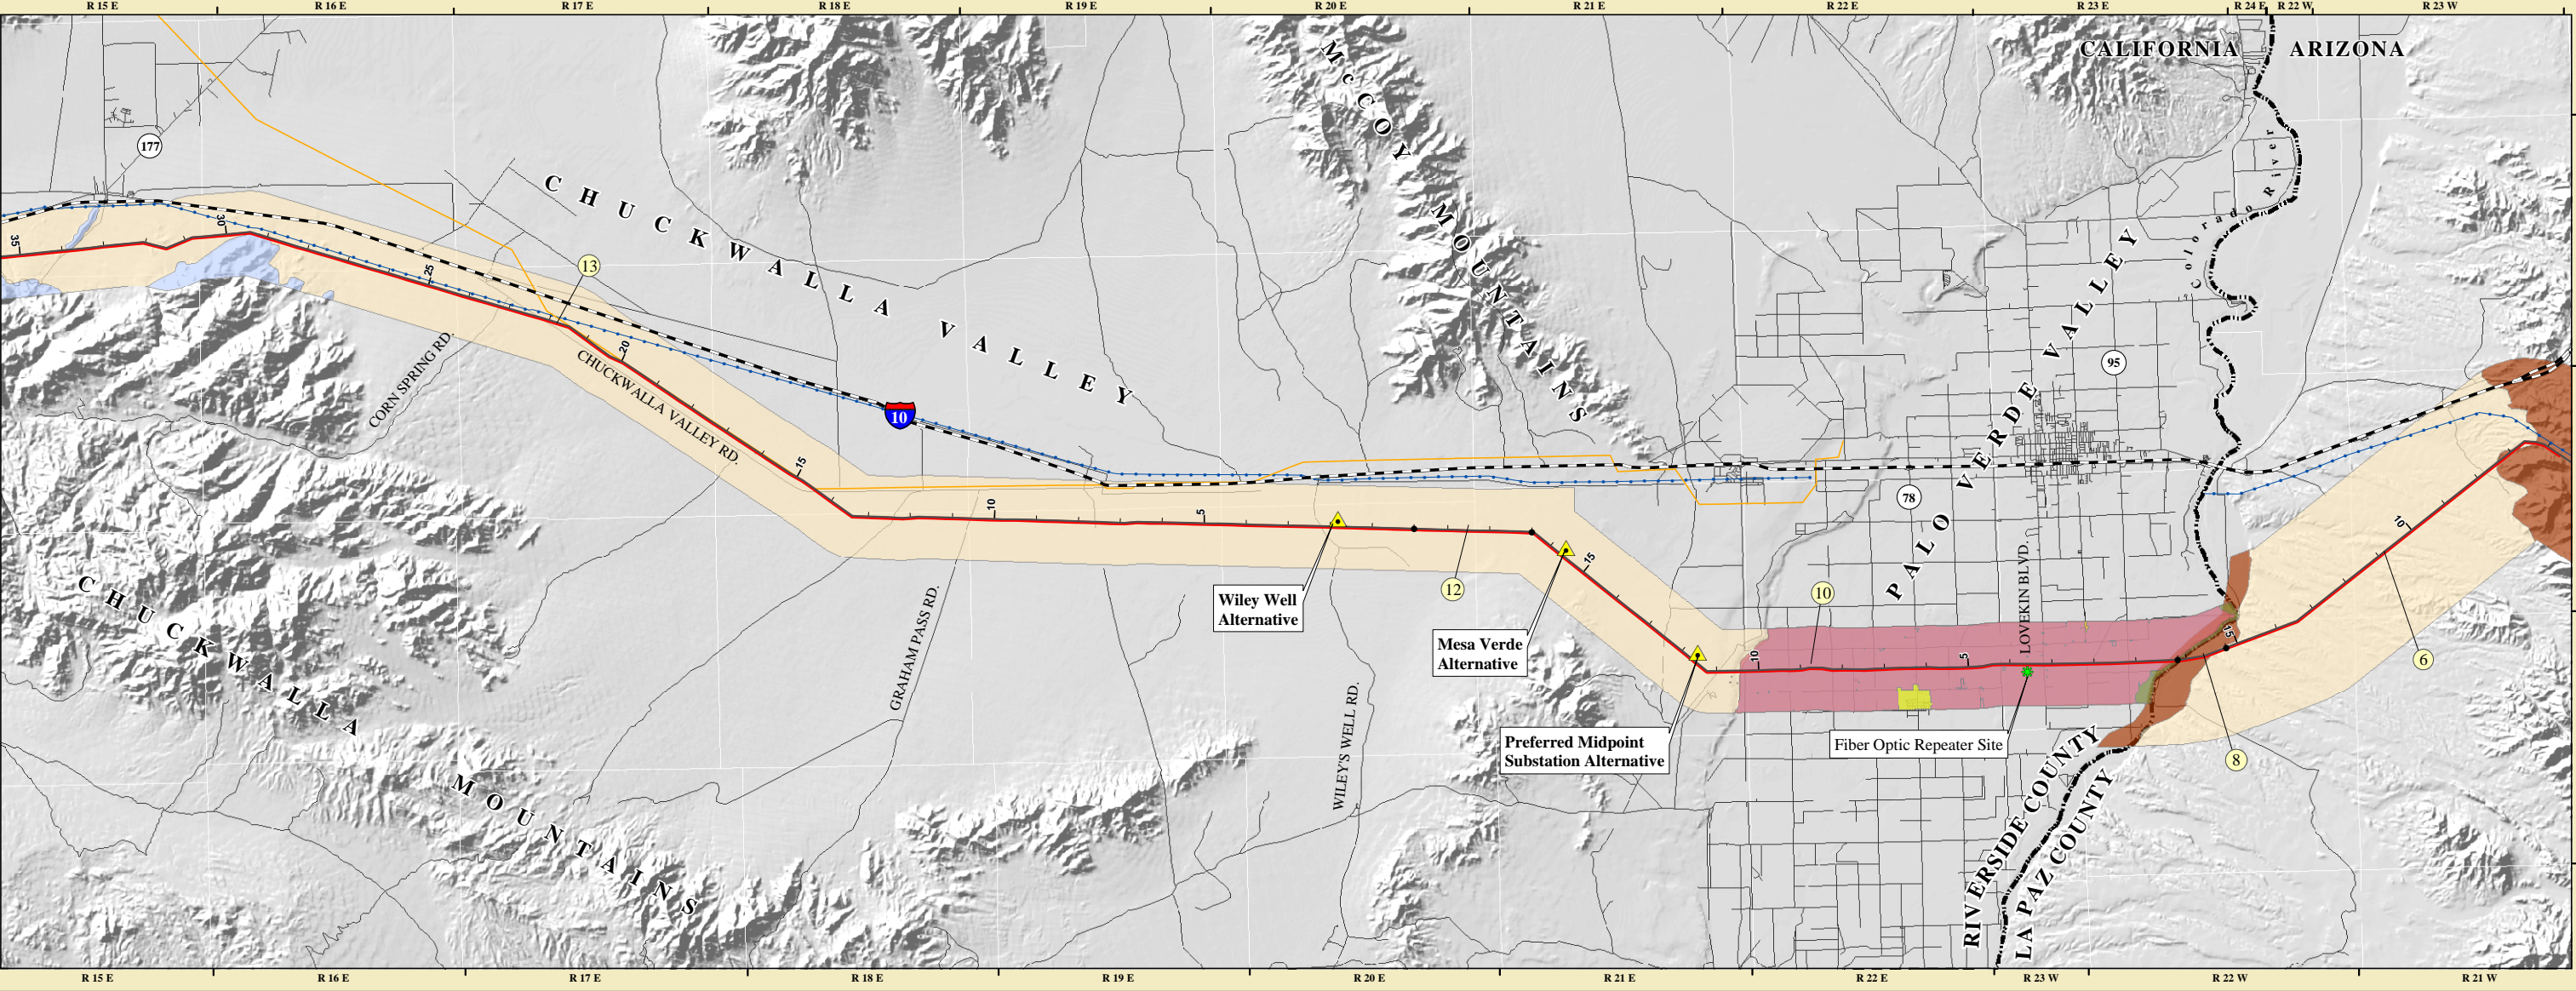 R 15 E
R 16 E
R 17 E
R 18 E
R 19 E
R 20 E
R 21 E
R 22 E
R 23 E
R 24 E
R 22 W
R 23 W
CALIFORNIA
ARIZONA
McCOY MOUNTAINS
Colorado River
177
CHUCKWALLA VALLEY
PALO VERDE VALLEY
95
35
30
25
13
20
CORN SPRING RD.
CHUCKWALLA VALLEY RD.
10
15
10
5
78
10
Wiley Well
Alternative
12
15
Mesa Verde
Alternative
10
10
5
LOVEKIN BLVD.
15
6
CHUCKWALLA MOUNTAINS
GRAHAM PASS RD.
WILEY'S WELL RD.
Preferred Midpoint
Substation Alternative
Fiber Optic Repeater Site
8
RIVERSIDE COUNTY
LA PAZ COUNTY
R 15 E
R 16 E
R 17 E
R 18 E
R 19 E
R 20 E
R 21 E
R 22 E
R 23 W
R 22 W
R 21 W